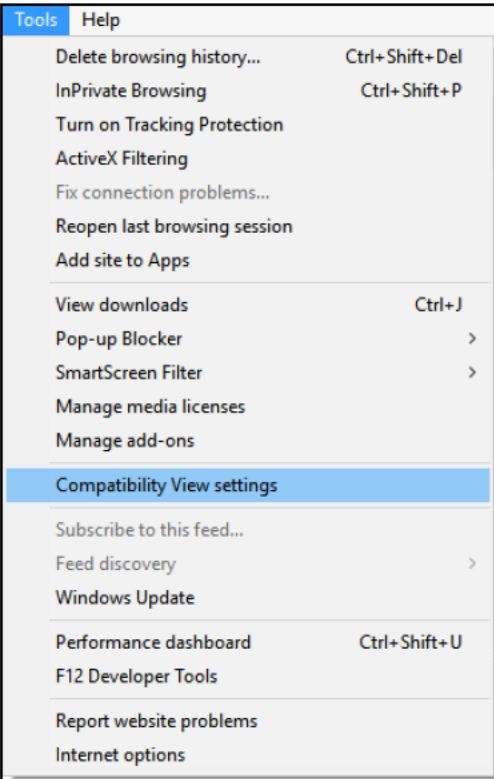 Tools Help
Delete browsing history... Ctrl+Shift+Del
InPrivate Browsing Ctrl+Shift+P
Turn on Tracking Protection
ActiveX Filtering
Fix connection problems...
Reopen last browsing session
Add site to Apps
View downloads Ctrl+J
Pop-up Blocker >
SmartScreen Filter >
Manage media licenses
Manage add-ons
Compatibility View settings
Subscribe to this feed...
Feed discovery >
Windows Update
Performance dashboard Ctrl+Shift+U
F12 Developer Tools
Report website problems
Internet options